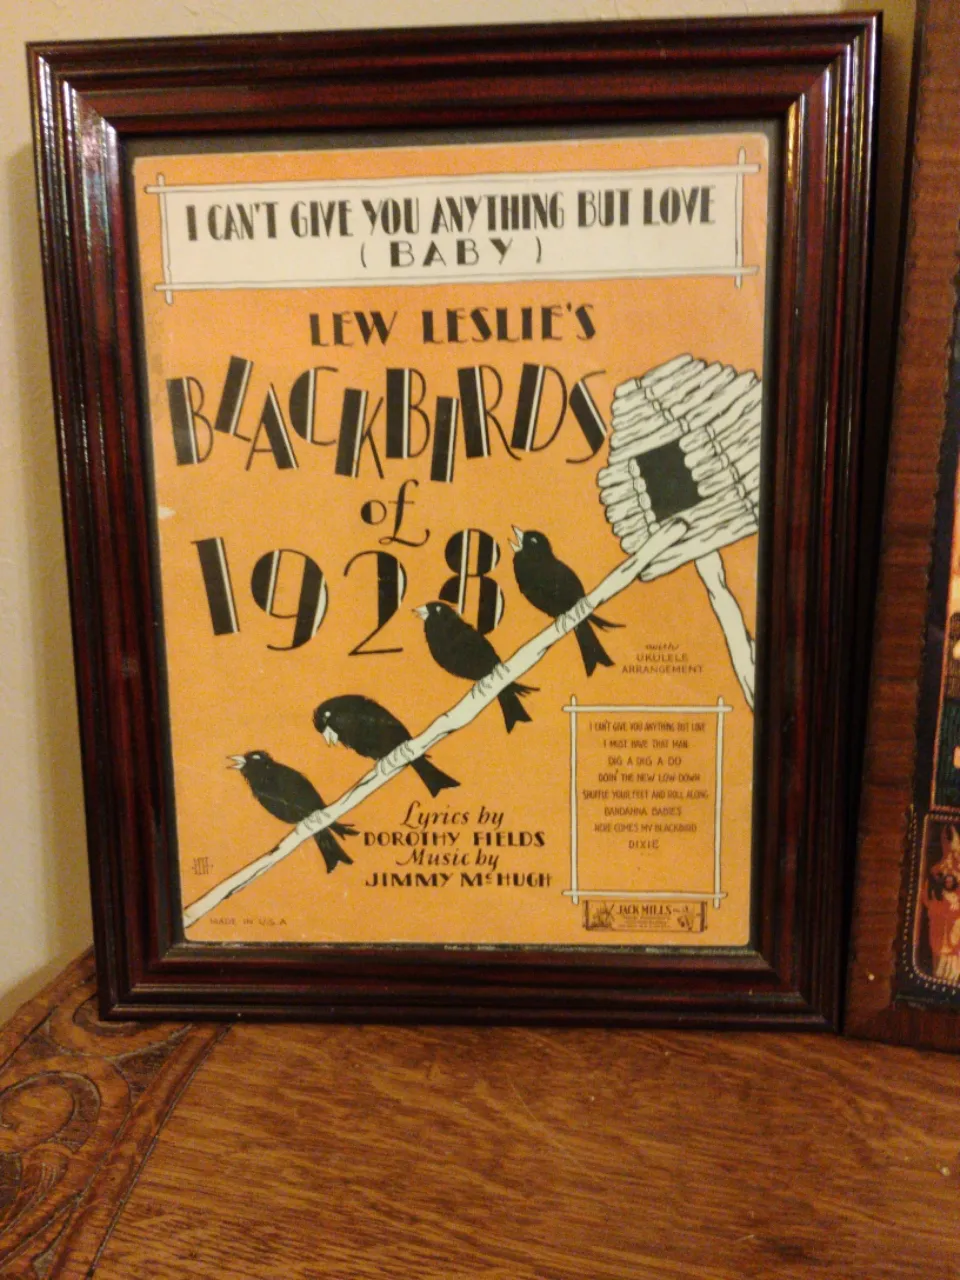 I CAN'T GIVE YOU ANYTHING BUT LOVE
( BABY )
LEW LESLIE'S
BLACKBIRDS
of
1928
with
UKULELE
ARRANGEMENT
I CAN'T GIVE YOU ANYTHING BUT LOVE
I MUST HAVE THAT MAN
DIG A DIG A DO
DOIN' THE NEW LOW DOWN
SHUFFLE YOUR FEET AND ROLL ALONG
BANDANNA BABIES
HERE COMES MY BLACKBIRD
DIXIE
Lyrics by
DOROTHY FIELDS
Music by
JIMMY McHUGH
MADE IN U.S.A
JACK MILLS